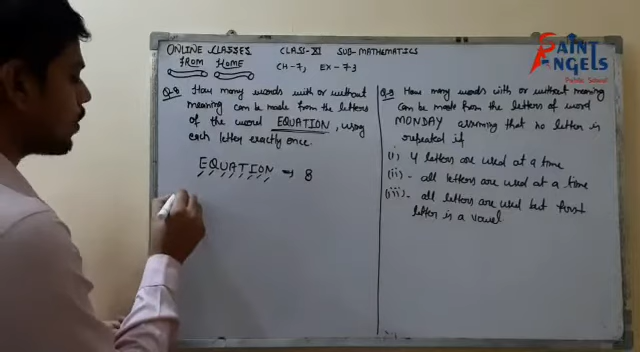 ONLINE CLASSES
FROM HOME
CLASS-XI SUB-MATHEMATICS
CH-7, EX-7.3
PAINT ANGELS
Public School
Q.8 How many words with or without
meaning can be made from the letters
of the word EQUATION, using
each letter exactly once.
EQUATION → 8
Q.9 How many words with or without meaning
can be made from the letters of word
MONDAY assuming that no letter is
repeated if
(i) 4 letters are used at a time
(ii) - all letters are used at a time
(iii) - all letters are used but first
letter is a vowel